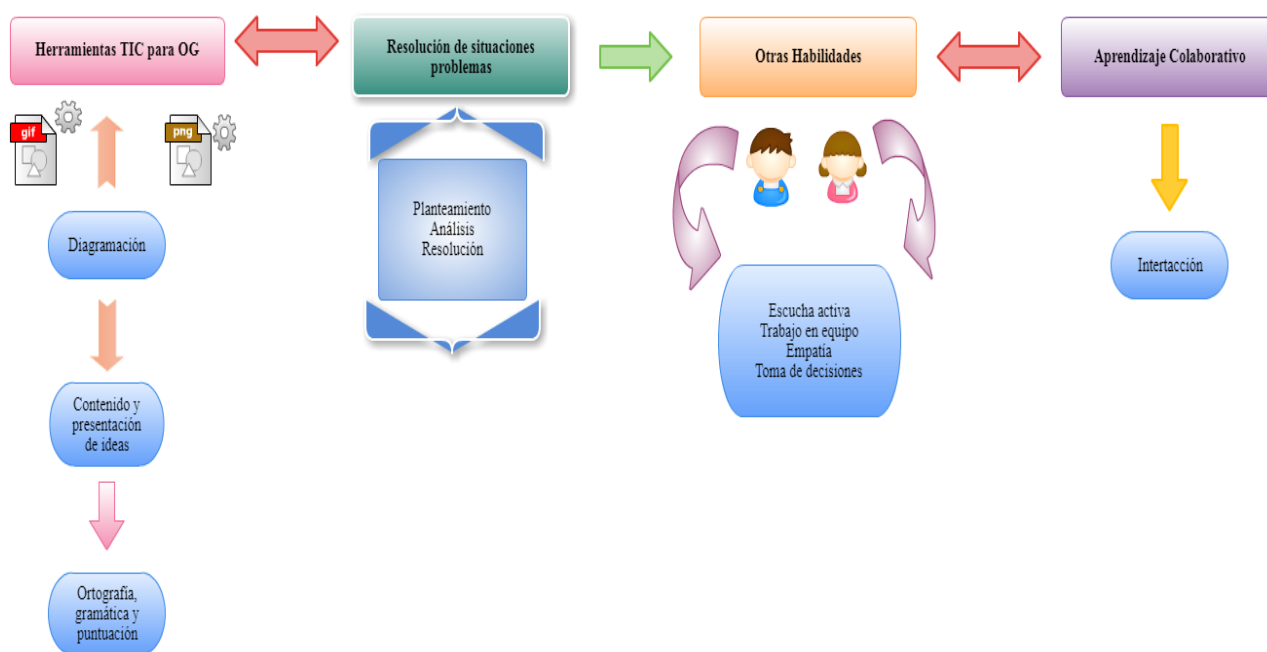 Herramientas TIC para OG
Resolución de situaciones
problemas
Otras Habilidades
Aprendizaje Colaborativo
gif
png
Diagramación
Planteamiento
Análisis
Resolución
Intertacción
Escucha activa
Trabajo en equipo
Empatía
Toma de decisiones
Contenido y
presentación
de ideas
Ortografía,
gramática y
puntuación